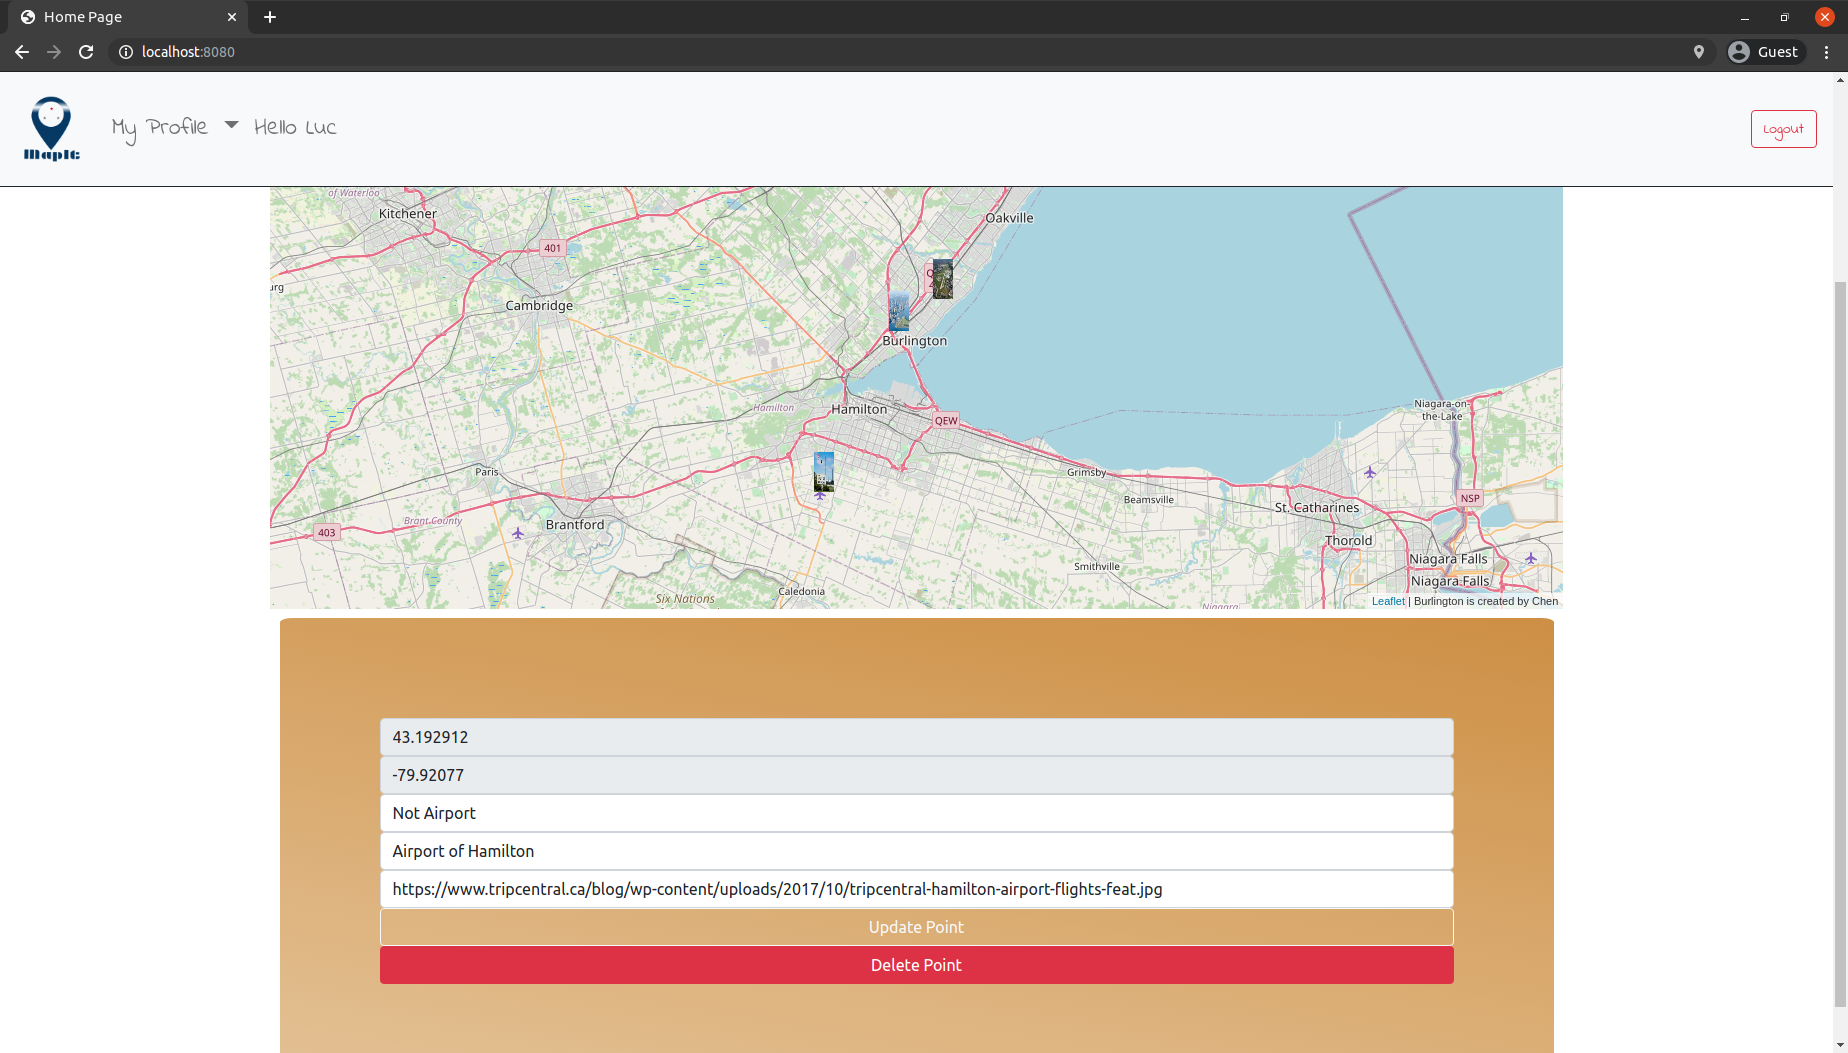 Home Page
localhost:8080
Guest
MapIt
My Profile
Hello Luc
Logout
of Waterloo
Kitchener
Oakville
401
urg
Cambridge
Burlington
Hamilton
Hamilton
QEW
Niagara-on-
the-Lake
Paris
Grimsby
Beamsville
NSP
St. Catharines
Brant County
Brantford
403
Thorold
Niagara Falls
Smithville
Niagara Falls
Caledonia
Six Nations
Niagara
Leaflet | Burlington is created by Chen
43.192912
-79.92077
Not Airport
Airport of Hamilton
https://www.tripcentral.ca/blog/wp-content/uploads/2017/10/tripcentral-hamilton-airport-flights-feat.jpg
Update Point
Delete Point